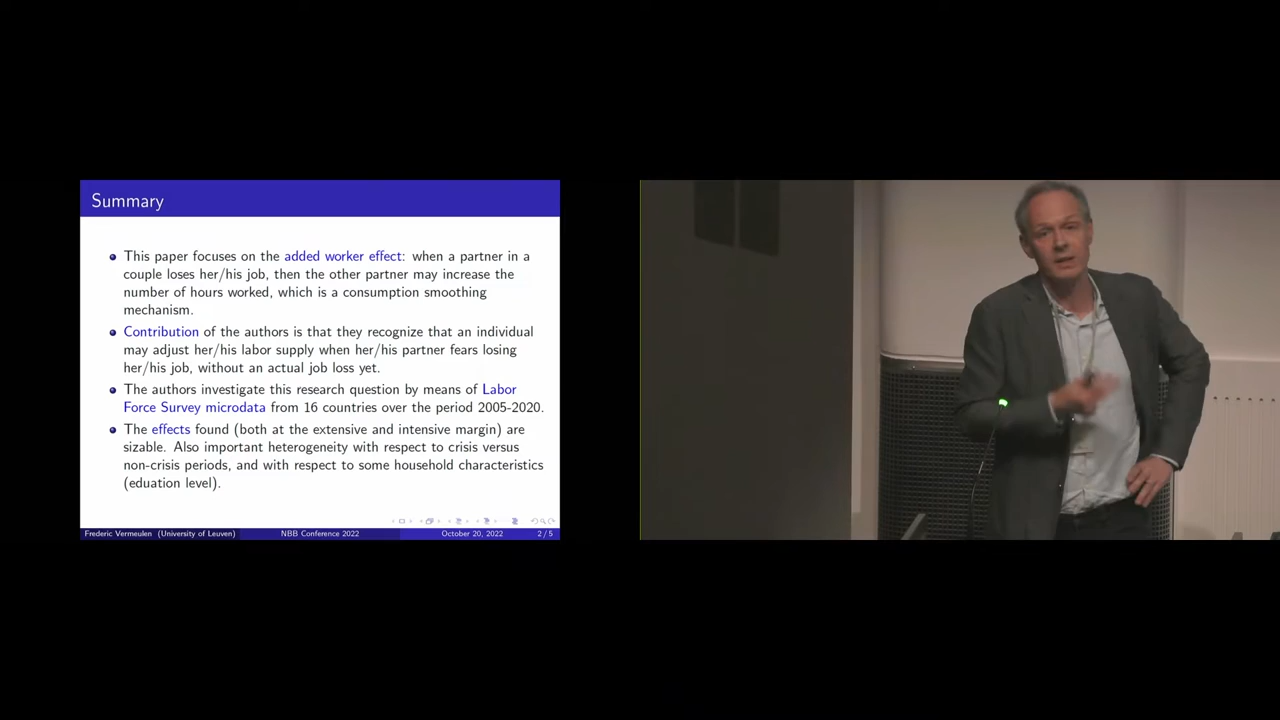 Summary
This paper focuses on the added worker effect: when a partner in a
couple loses her/his job, then the other partner may increase the
number of hours worked, which is a consumption smoothing
mechanism.
Contribution of the authors is that they recognize that an individual
may adjust her/his labor supply when her/his partner fears losing
her/his job, without an actual job loss yet.
The authors investigate this research question by means of Labor
Force Survey microdata from 16 countries over the period 2005-2020.
The effects found (both at the extensive and intensive margin) are
sizable. Also important heterogeneity with respect to crisis versus
non-crisis periods, and with respect to some household characteristics
(eduation level).
Frederic Vermeulen (University of Leuven) NBB Conference 2022 October 20, 2022 2 / 5